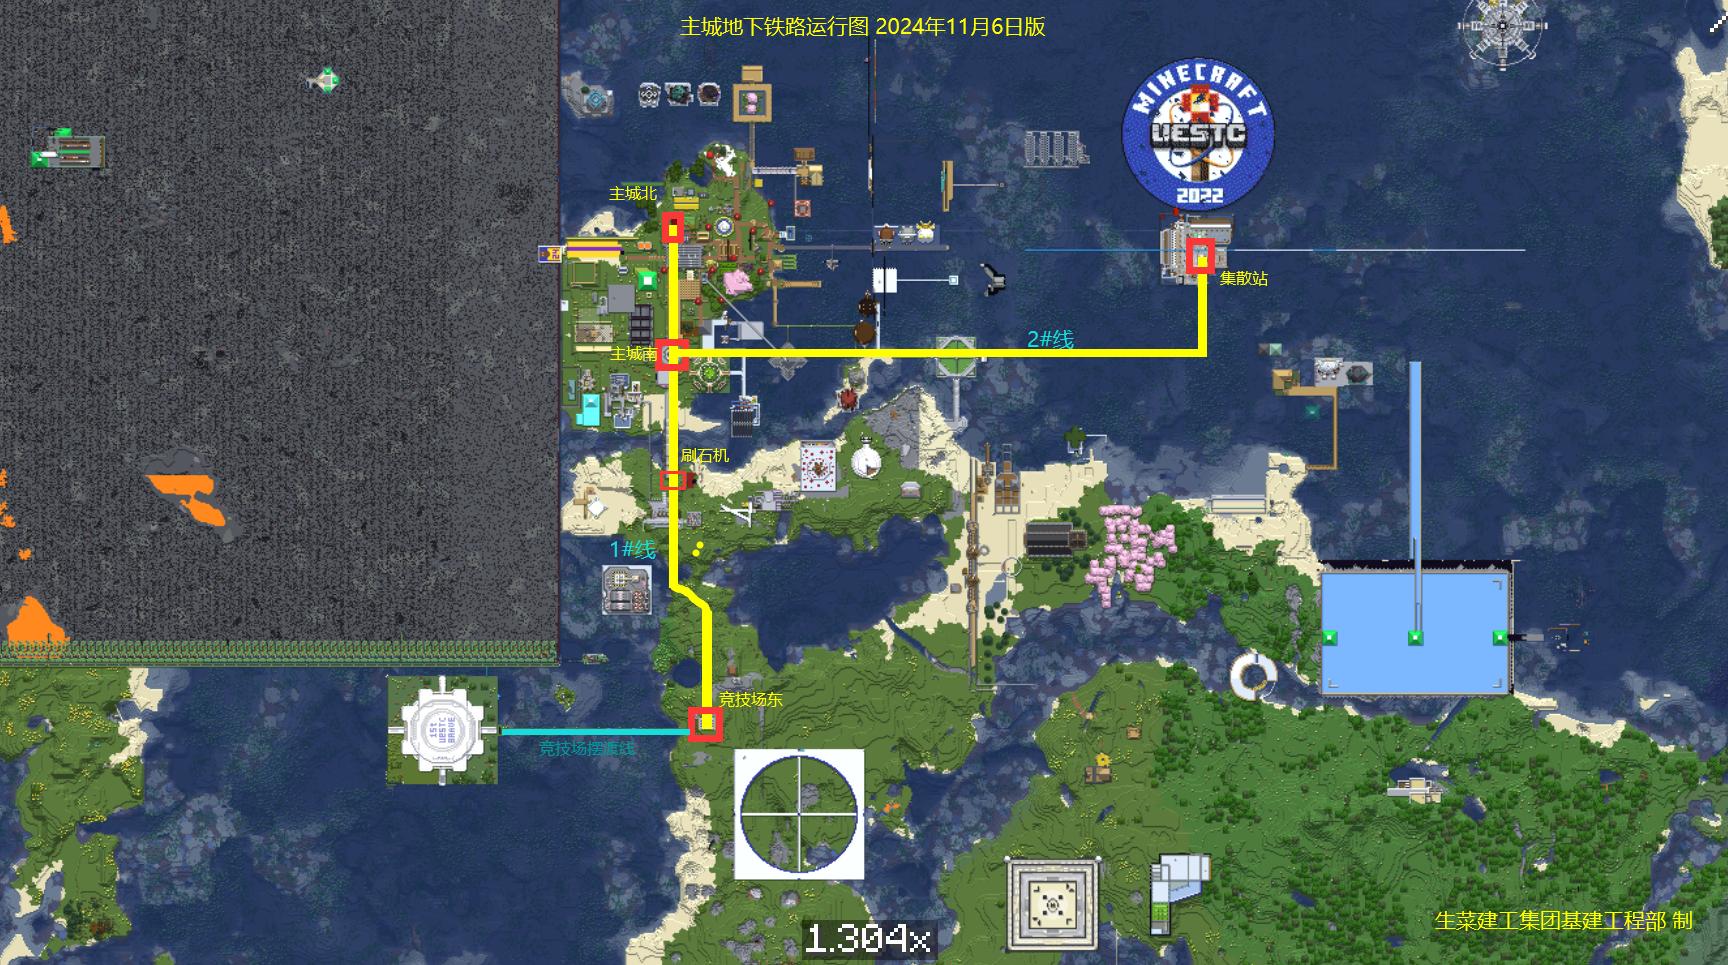 主城地下铁路运行图 2024年11月6日版
MINECRAFT
UESTC
2022
主城北
集散站
2#线
主城南
刷石机
1#线
竞技场东
1st
UESTC
BRAVE
竞技场摆渡线
生菜建工集团基建工程部 制
1.304x